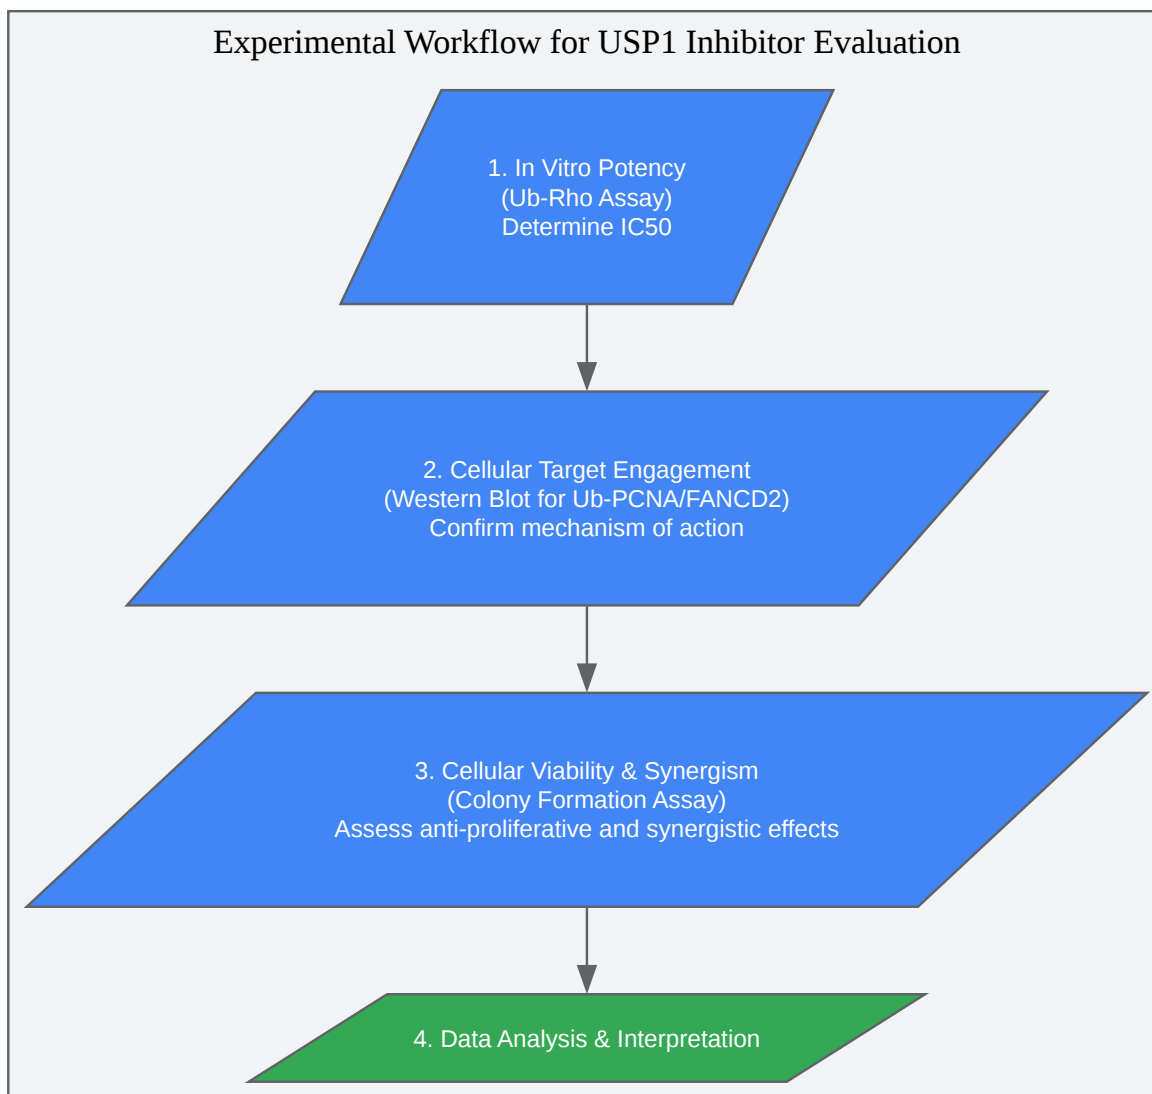 Experimental Workflow for USP1 Inhibitor Evaluation
1. In Vitro Potency
(Ub-Rho Assay)
Determine IC50
2. Cellular Target Engagement
(Western Blot for Ub-PCNA/FANCD2)
Confirm mechanism of action
3. Cellular Viability & Synergism
(Colony Formation Assay)
Assess anti-proliferative and synergistic effects
4. Data Analysis & Interpretation